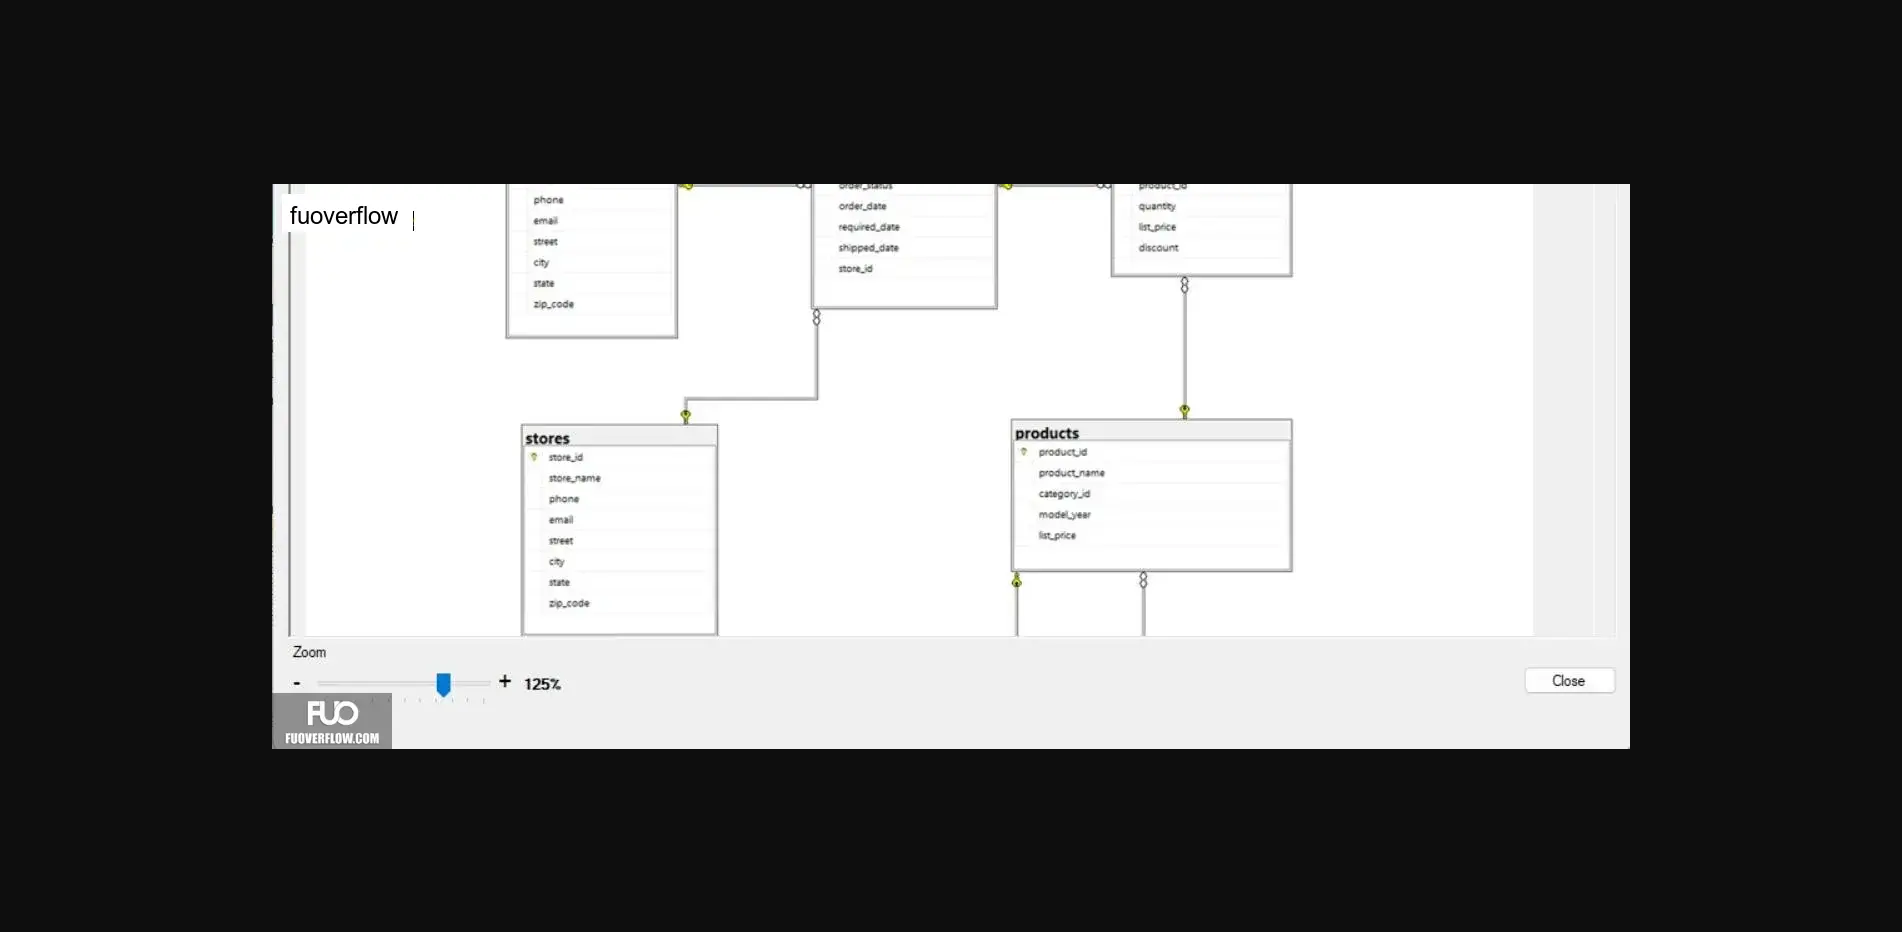 fuoverflow
phone
email
street
city
state
zip_code
order_status
order_date
required_date
shipped_date
store_id
product_id
quantity
list_price
discount
stores
store_id
store_name
phone
email
street
city
state
zip_code
products
product_id
product_name
category_id
model_year
list_price
Zoom
- + 125%
Close
FUO
FUOVERFLOW.COM